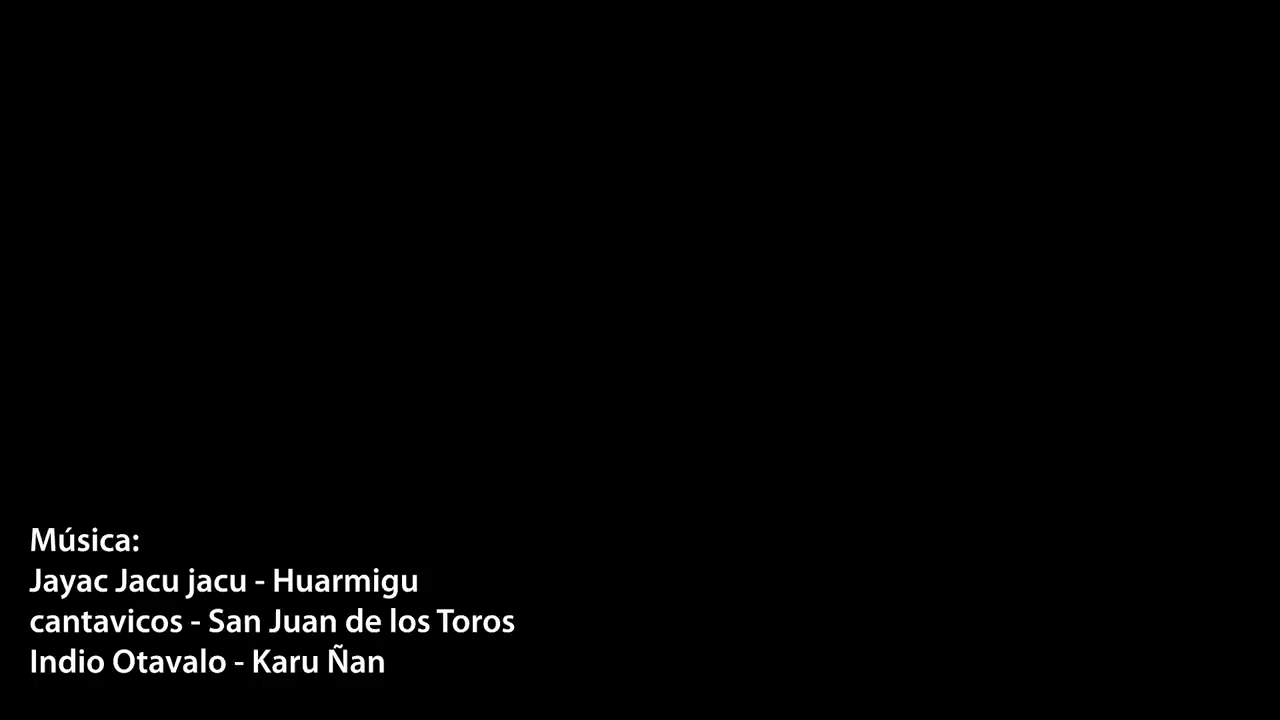 Música:
Jayac Jacu jacu - Huarmigu
cantavicos - San Juan de los Toros
Indio Otavalo - Karu Ñan